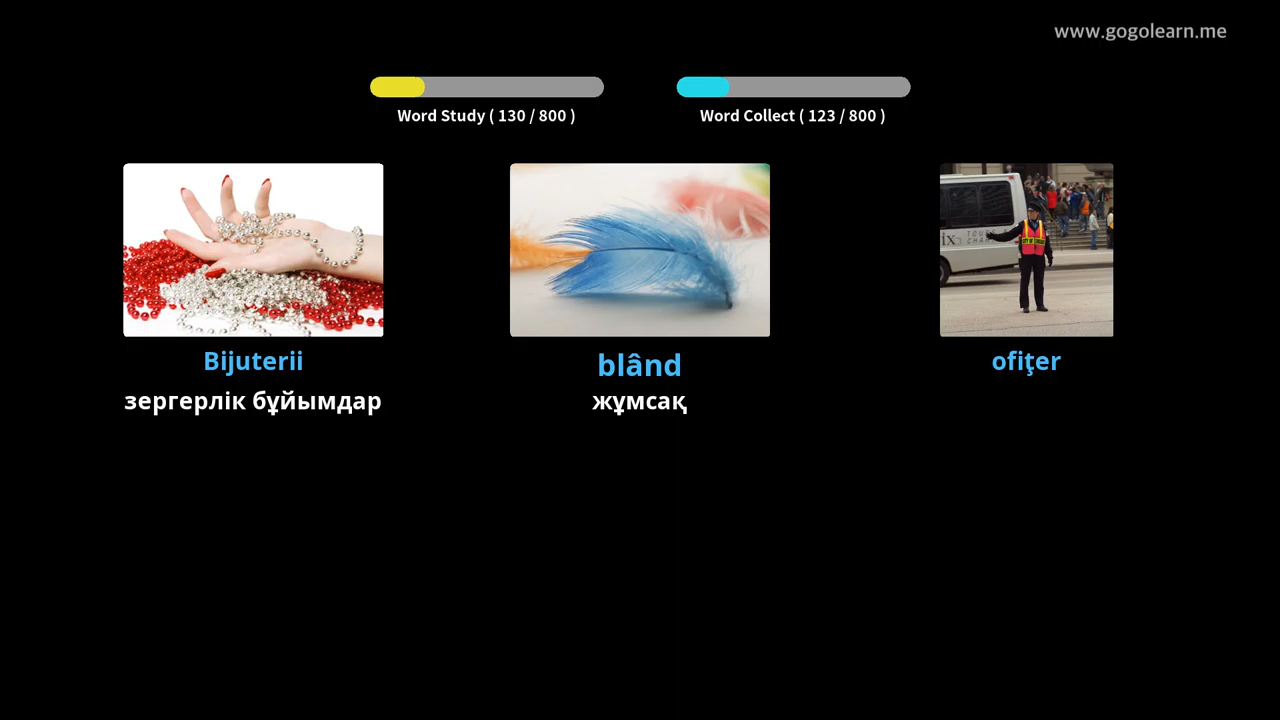 www.gogolearn.me
Word Study ( 130 / 800 )
Word Collect ( 123 / 800 )
Bijuterii
blând
ofiţer
зергерлік бұйымдар
жұмсақ